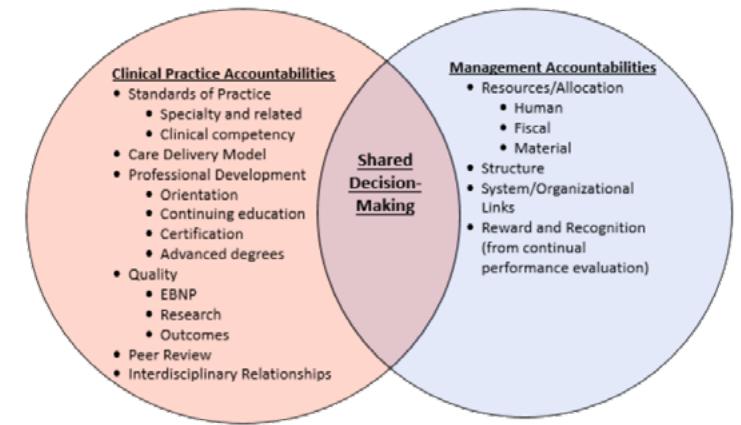 Clinical Practice Accountabilities
• Standards of Practice
• Specialty and related
• Clinical competency
• Care Delivery Model
• Professional Development
• Orientation
• Continuing education
• Certification
• Advanced degrees
• Quality
• EBNP
• Research
• Outcomes
• Peer Review
• Interdisciplinary Relationships
Shared
Decision-
Making
Management Accountabilities
• Resources/Allocation
• Human
• Fiscal
• Material
• Structure
• System/Organizational
Links
• Reward and Recognition
(from continual
performance evaluation)